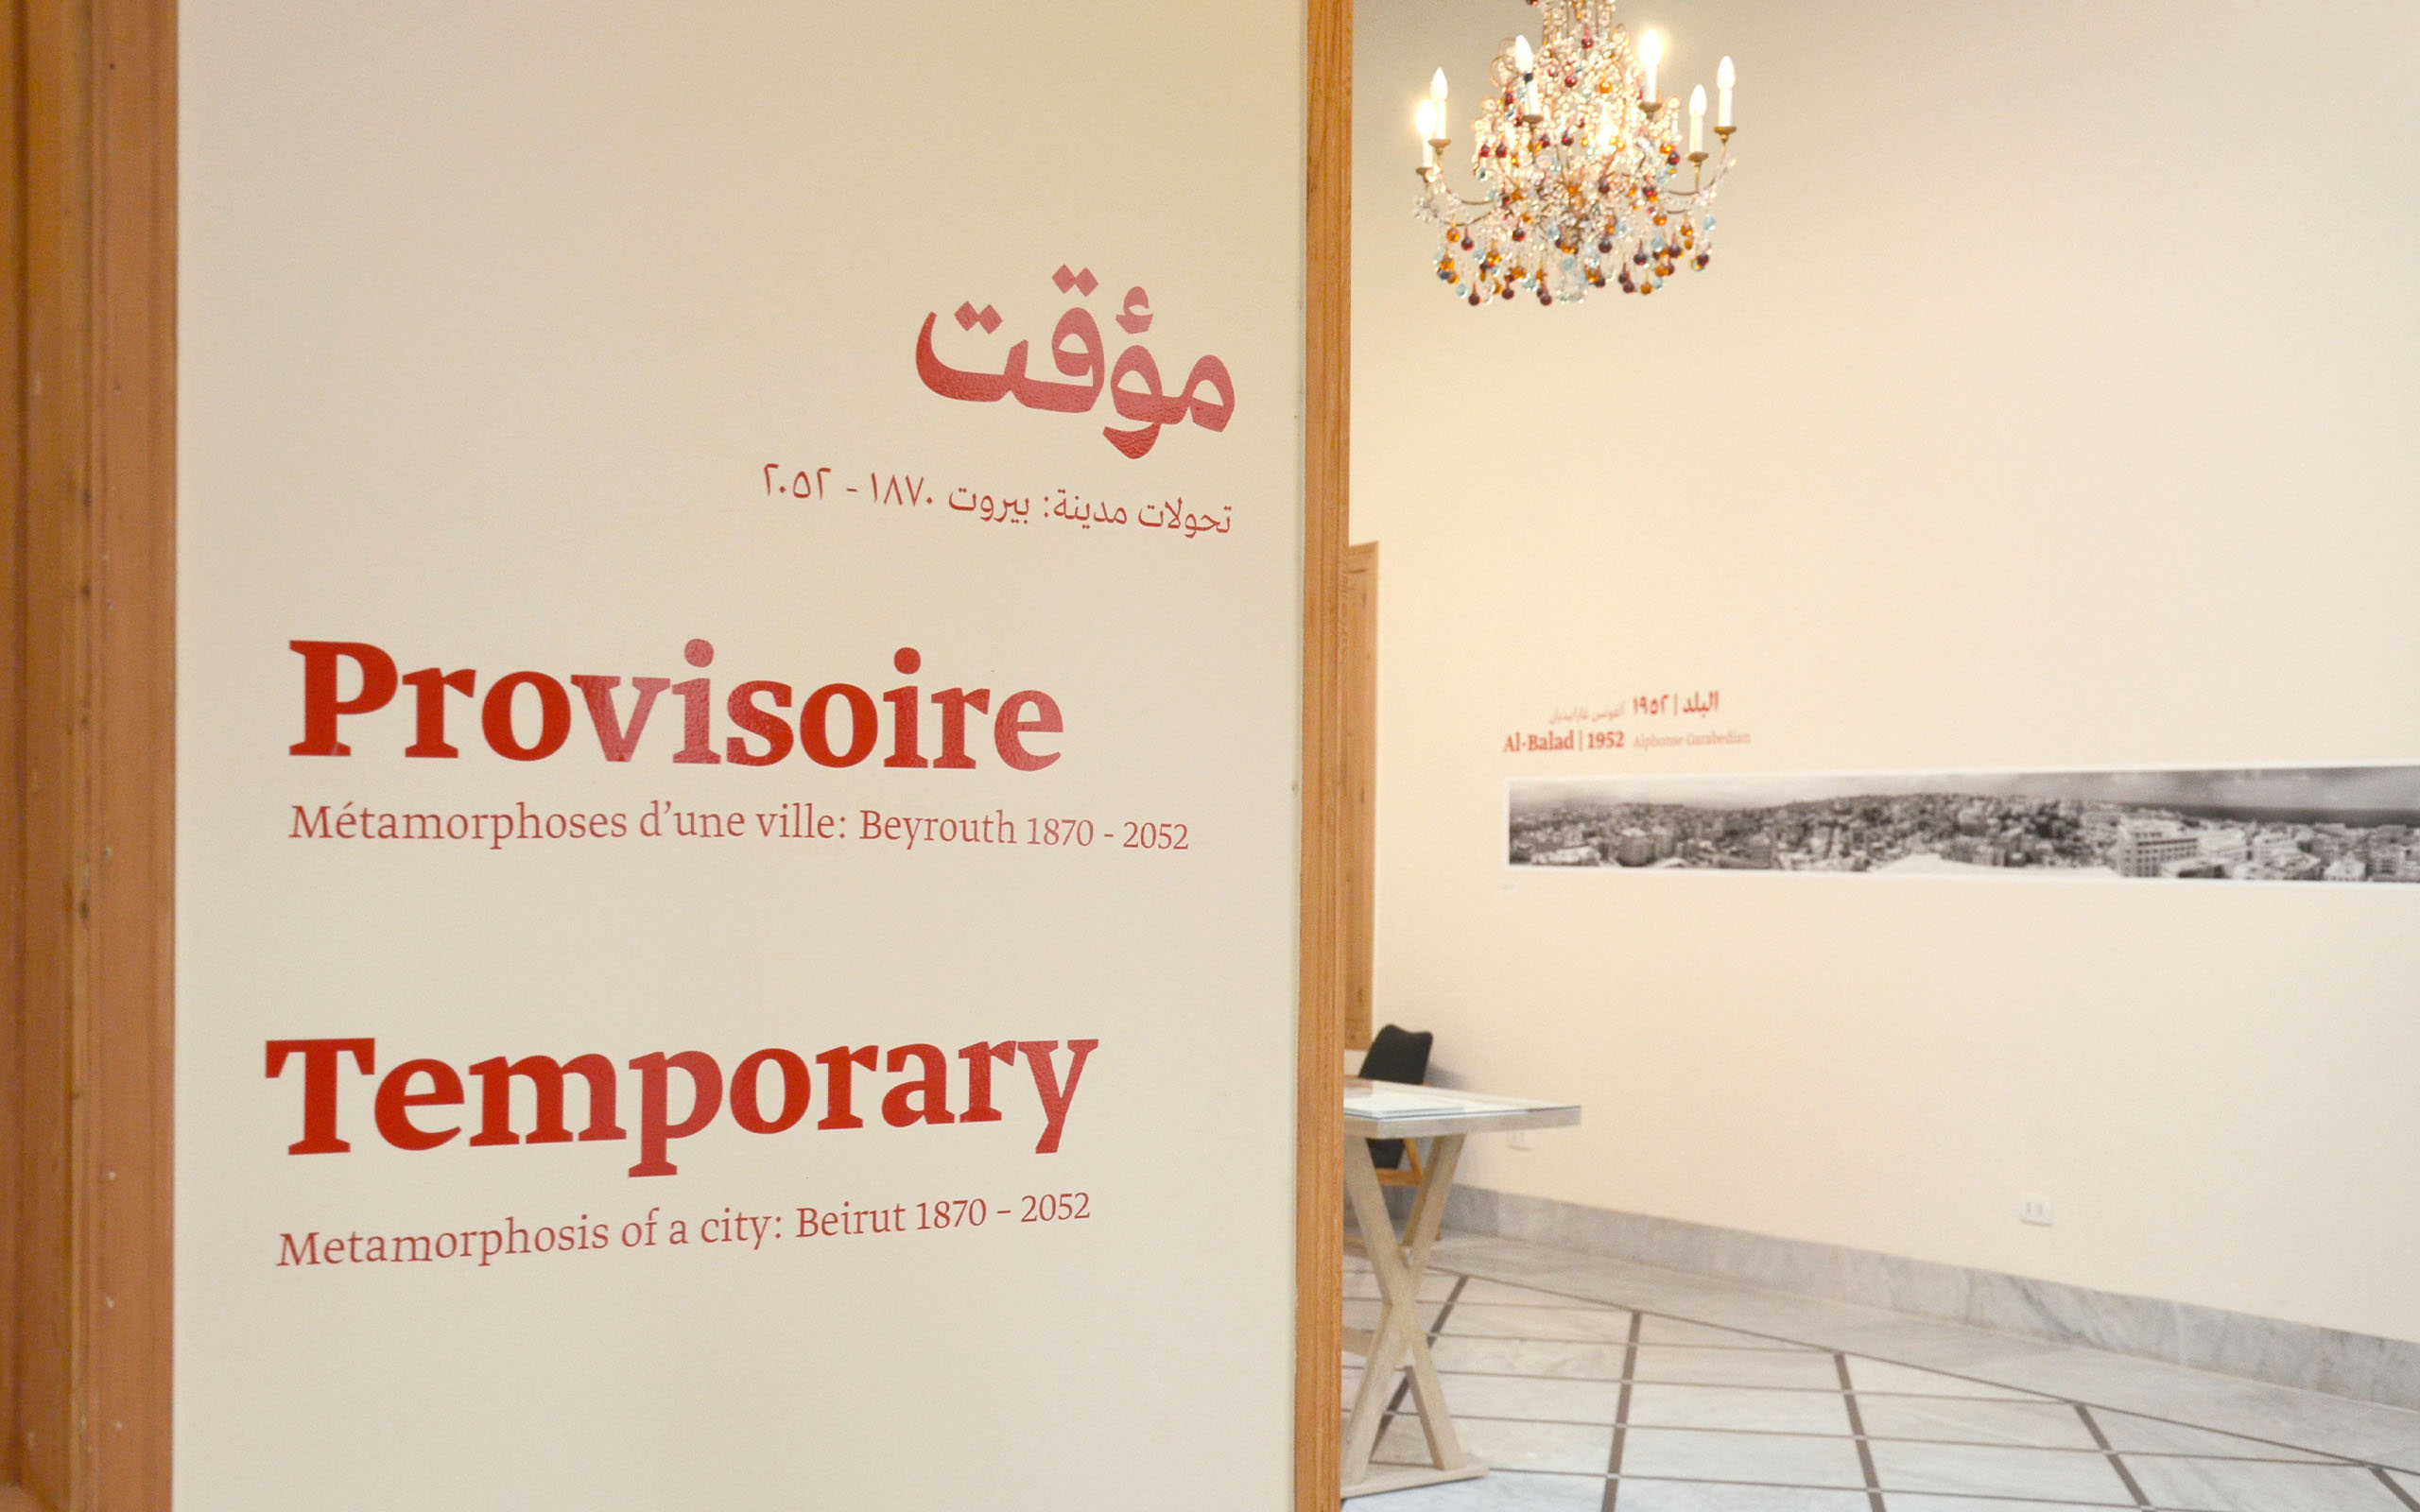 مؤقت
تحولات مدينة: بيروت ١٨٧٠ - ٢٠٥٢
Provisoire
Métamorphoses d’une ville: Beyrouth 1870 - 2052
Temporary
Metamorphosis of a city: Beirut 1870 – 2052
البلد | ١٩٥٢
Al-Balad | 1952 Alphonse Garabedian